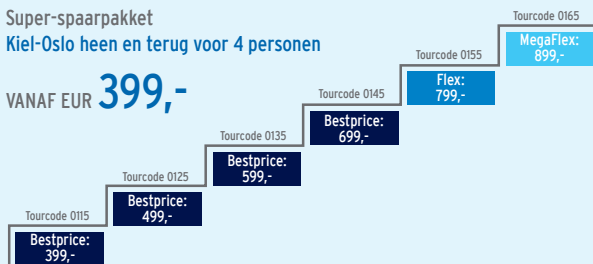 Super-spaarpakket
Kiel-Oslo heen en terug voor 4 personen
VANAF EUR 399,-
Tourcode 0165
MegaFlex:
899,-
Tourcode 0155
Flex:
799,-
Tourcode 0145
Bestprice:
699,-
Tourcode 0135
Bestprice:
599,-
Tourcode 0125
Bestprice:
499,-
Tourcode 0115
Bestprice:
399,-